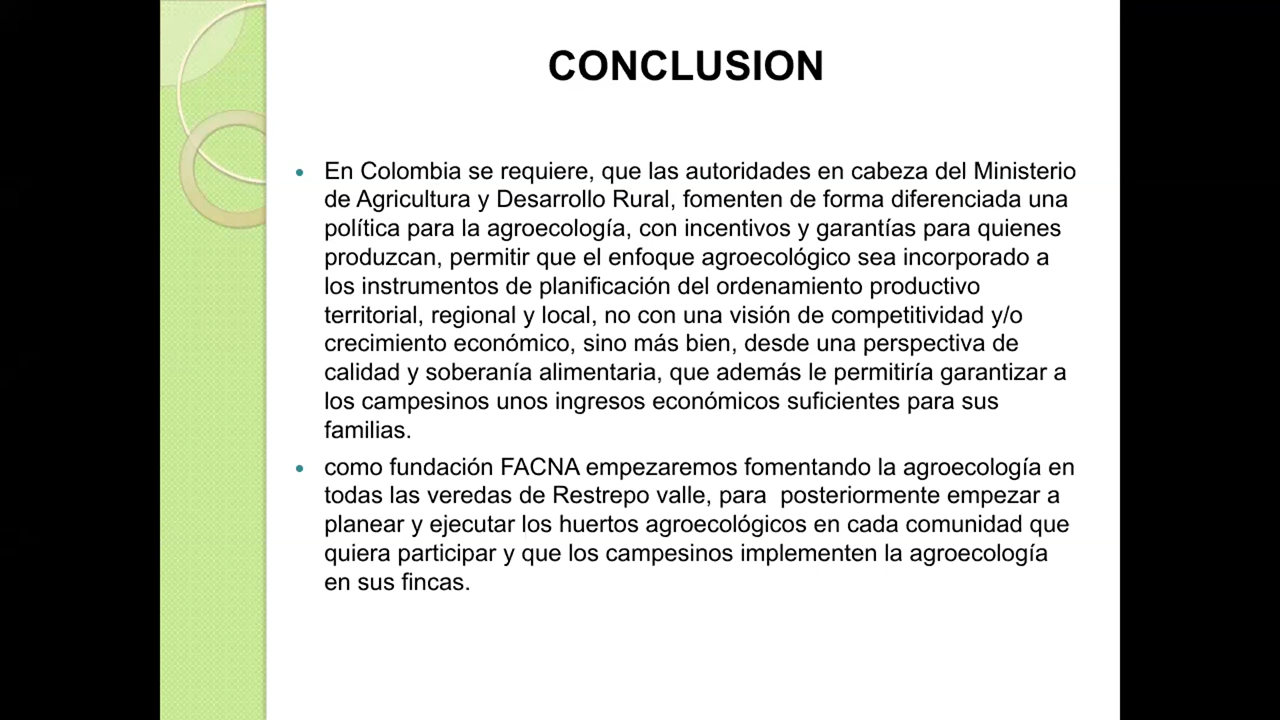 CONCLUSION
• En Colombia se requiere, que las autoridades en cabeza del Ministerio
de Agricultura y Desarrollo Rural, fomenten de forma diferenciada una
política para la agroecología, con incentivos y garantías para quienes
produzcan, permitir que el enfoque agroecológico sea incorporado a
los instrumentos de planificación del ordenamiento productivo
territorial, regional y local, no con una visión de competitividad y/o
crecimiento económico, sino más bien, desde una perspectiva de
calidad y soberanía alimentaria, que además le permitiría garantizar a
los campesinos unos ingresos económicos suficientes para sus
familias.
• como fundación FACNA empezaremos fomentando la agroecología en
todas las veredas de Restrepo valle, para  posteriormente empezar a
planear y ejecutar los huertos agroecológicos en cada comunidad que
quiera participar y que los campesinos implementen la agroecología
en sus fincas.